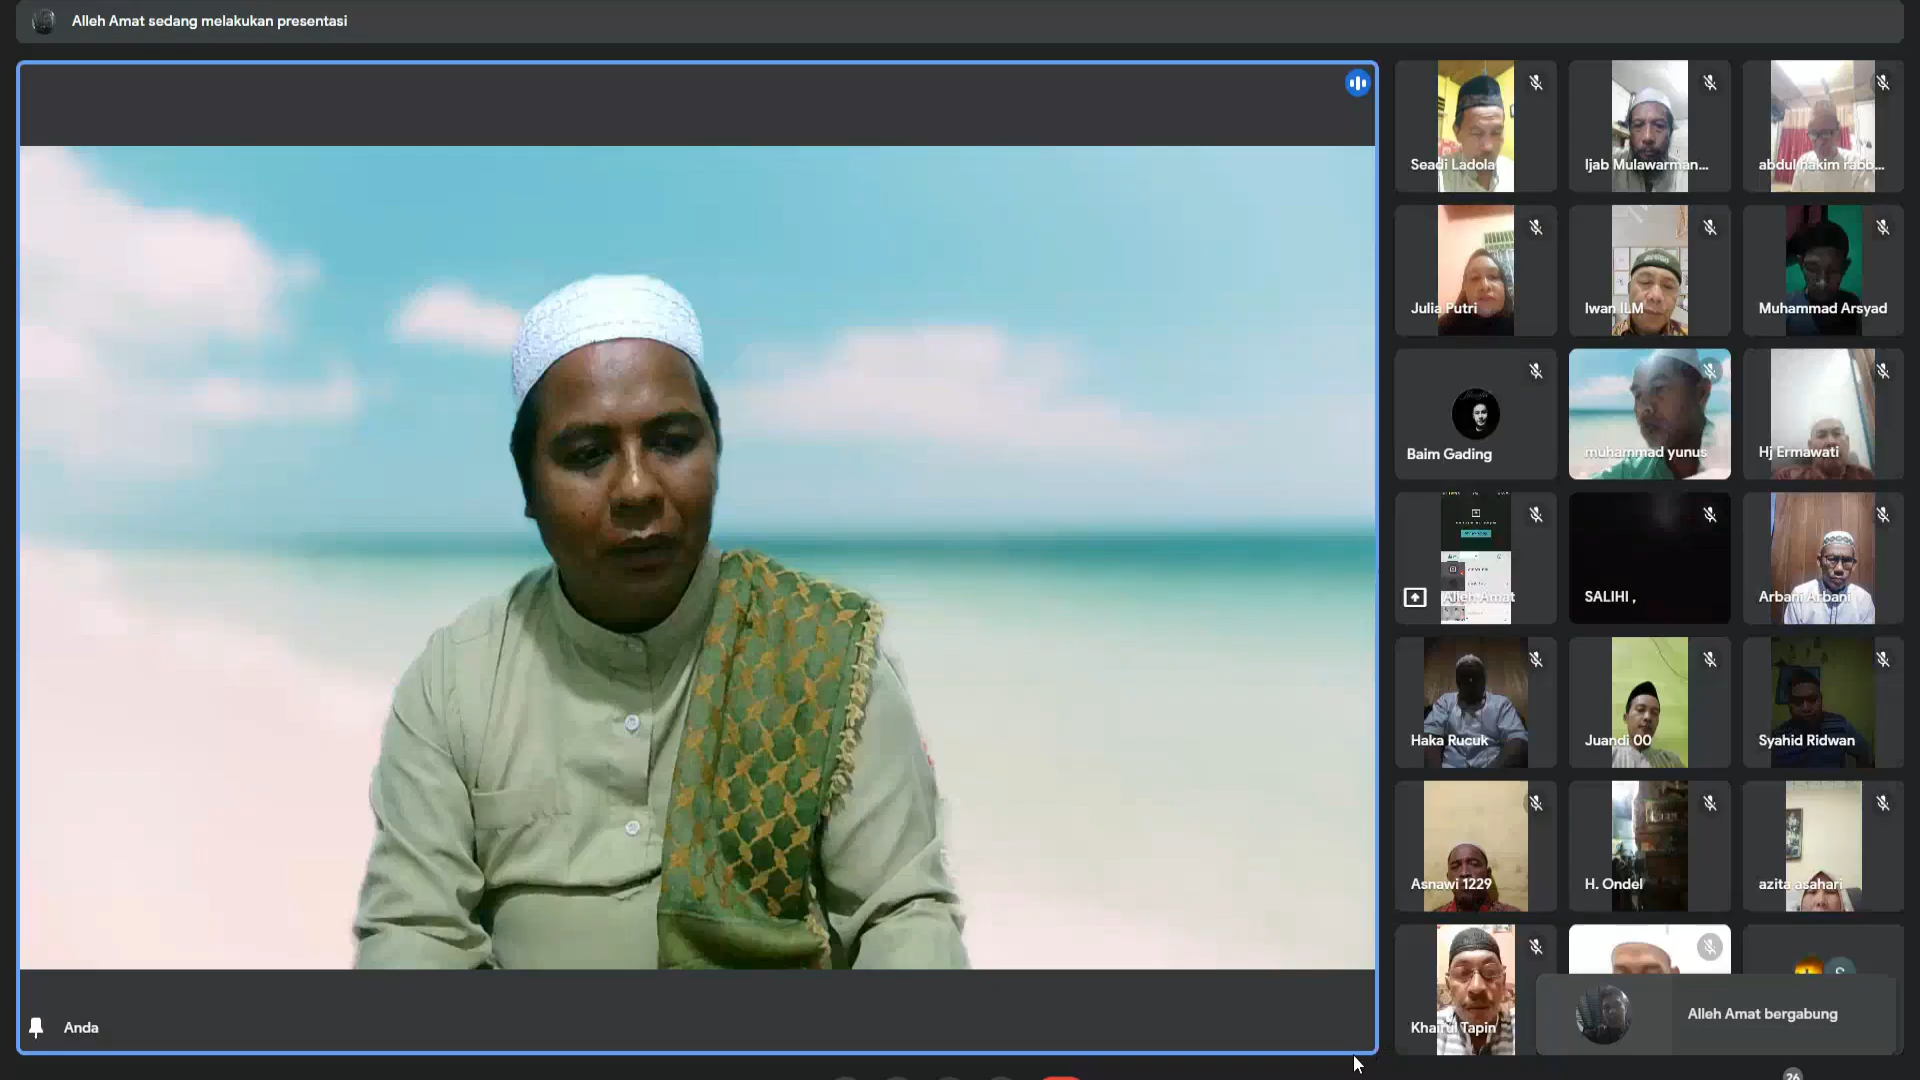 Alleh Amat sedang melakukan presentasi
Seadi Ladola
Ijab Mulawarman...
abdul hakim rabb...
Julia Putri
Iwan ILM
Muhammad Arsyad
Baim Gading
muhammad yunus
Hj Ermawati
Alleh Amat
SALIHI ,
Arbani Arbani
Haka Rucuk
Juandi 00
Syahid Ridwan
Asnawi 1229
H. Ondel
azita asahari
Khairul Tapin
Alleh Amat bergabung
Anda
26